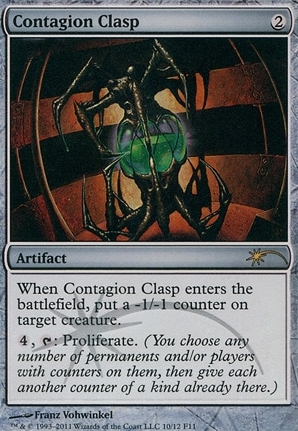 Contagion Clasp 2
Artifact
When Contagion Clasp enters the
battlefield, put a -1/-1 counter on
target creature.
4, : Proliferate. (You choose any
number of permanents and/or players
with counters on them, then give each
another counter of a kind already there.)
Franz Vohwinkel
™ & © 1993–2011 Wizards of the Coast LLC 10/12 F11